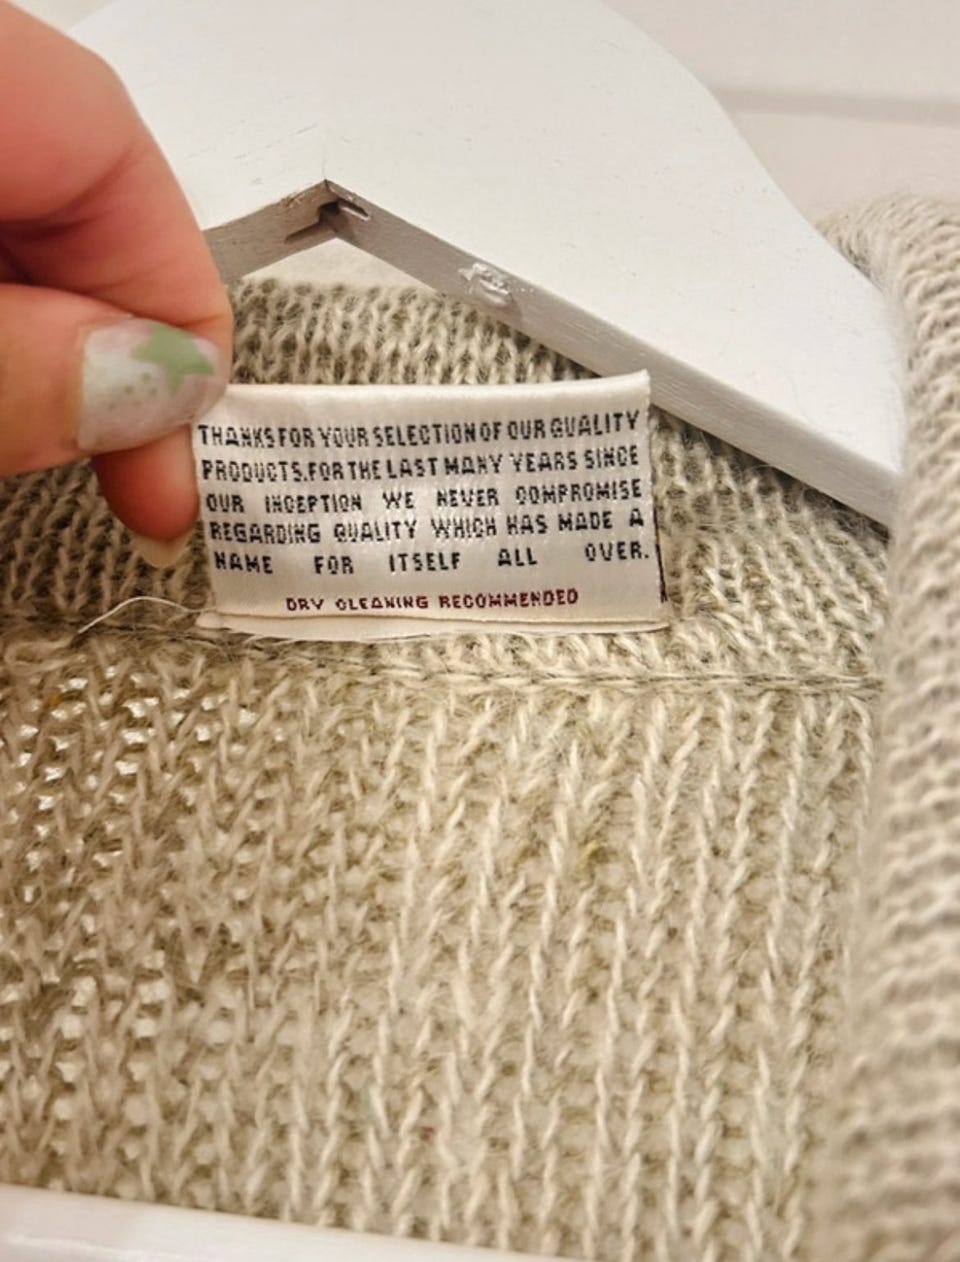 THANKS FOR YOUR SELECTION OF OUR QUALITY
PRODUCTS.FOR THE LAST MANY YEARS SINCE
OUR INCEPTION WE NEVER COMPROMISE
REGARDING QUALITY WHICH HAS MADE A
NAME FOR ITSELF ALL OVER.
DRY CLEANING RECOMMENDED